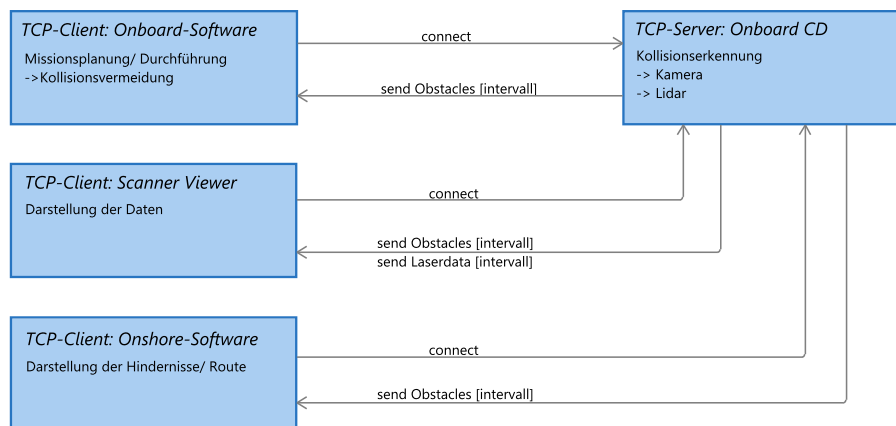 TCP-Client: Onboard-Software
Missionsplanung/ Durchführung
->Kollisionsvermeidung
connect
send Obstacles [intervall]
TCP-Server: Onboard CD
Kollisionserkennung
-> Kamera
-> Lidar
TCP-Client: Scanner Viewer
Darstellung der Daten
connect
send Obstacles [intervall]
send Laserdata [intervall]
TCP-Client: Onshore-Software
Darstellung der Hindernisse/ Route
connect
send Obstacles [intervall]